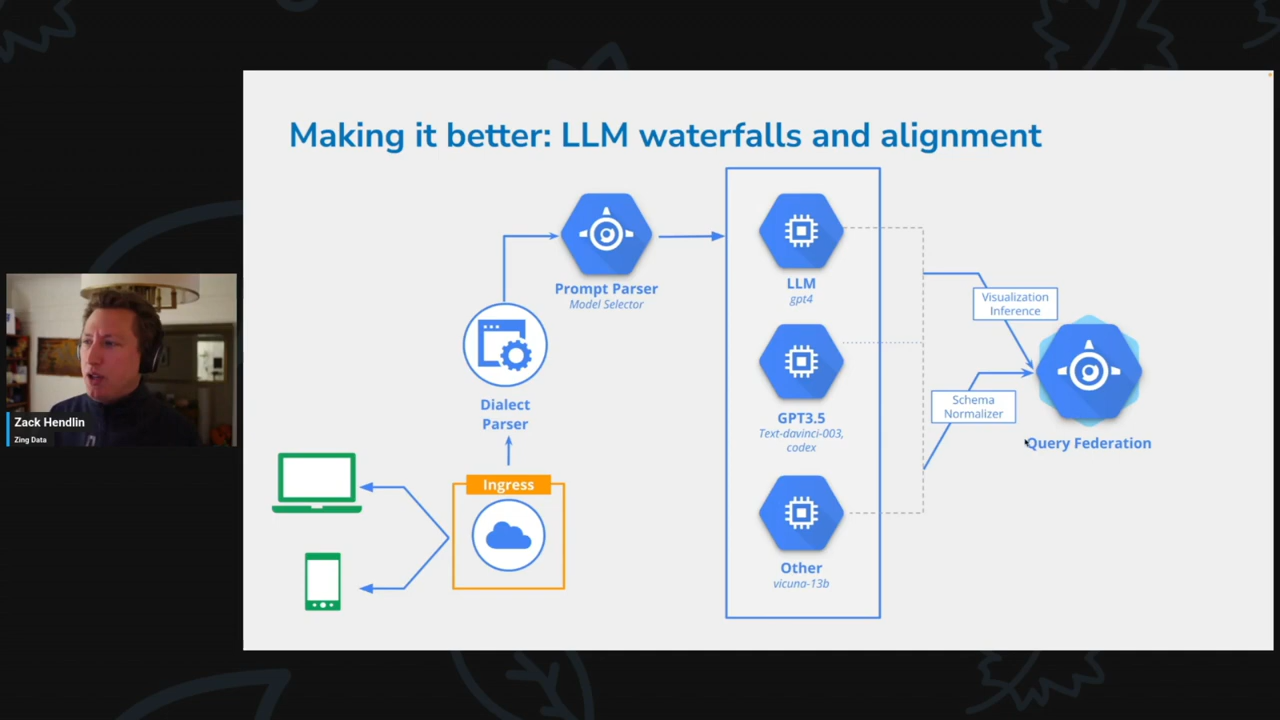 Making it better: LLM waterfalls and alignment
Prompt Parser
Model Selector
LLM
gpt4
Visualization
Inference
Dialect
Parser
GPT3.5
Text-davinci-003,
codex
Schema
Normalizer
Query Federation
Ingress
Other
vicuna-13b
Zack Hendlin
Zing Data